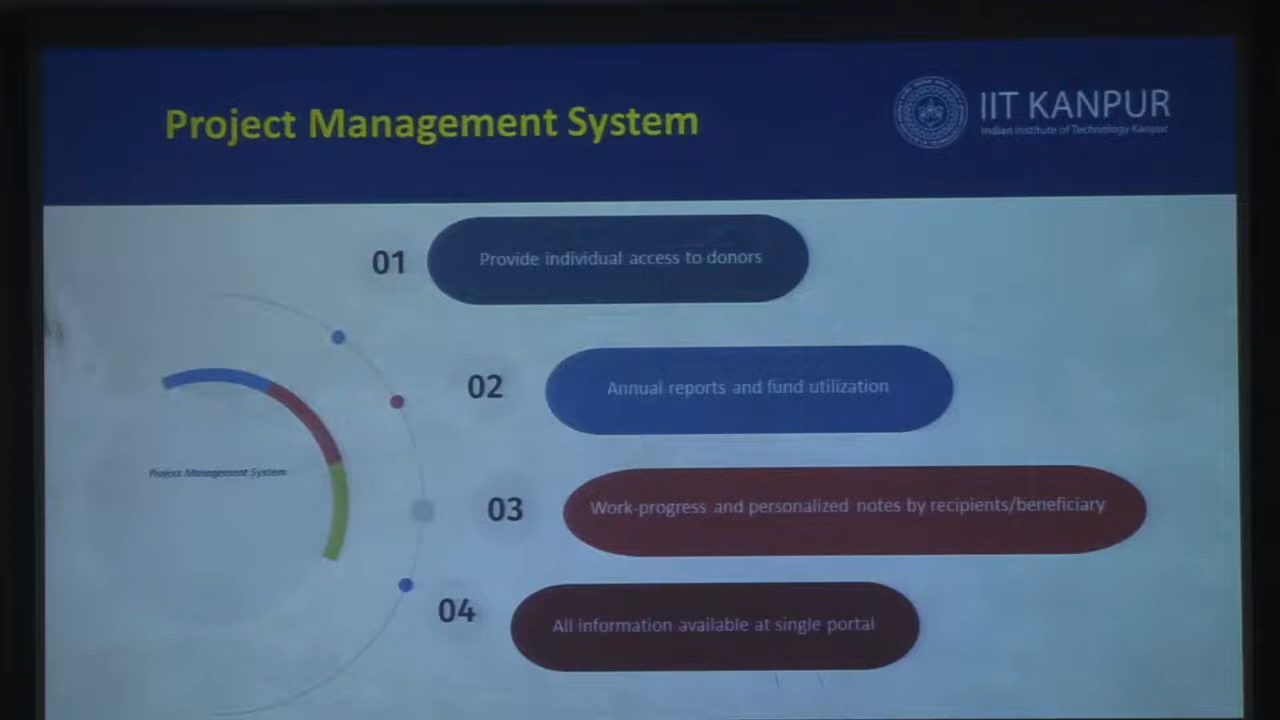 Project Management System
IIT KANPUR
Indian Institute of Technology Kanpur
01
Provide individual access to donors
02
Annual reports and fund utilization
Project Management System
03
Work-progress and personalized notes by recipients/beneficiary
04
All information available at single portal